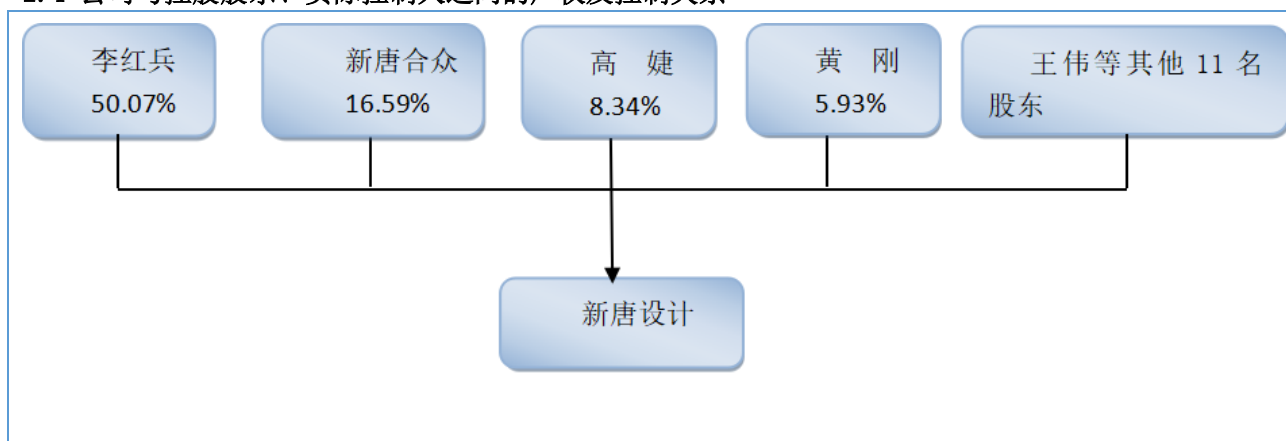 李红兵
50.07%
新唐合众
16.59%
高 婕
8.34%
黄 刚
5.93%
王伟等其他 11 名
股东
新唐设计